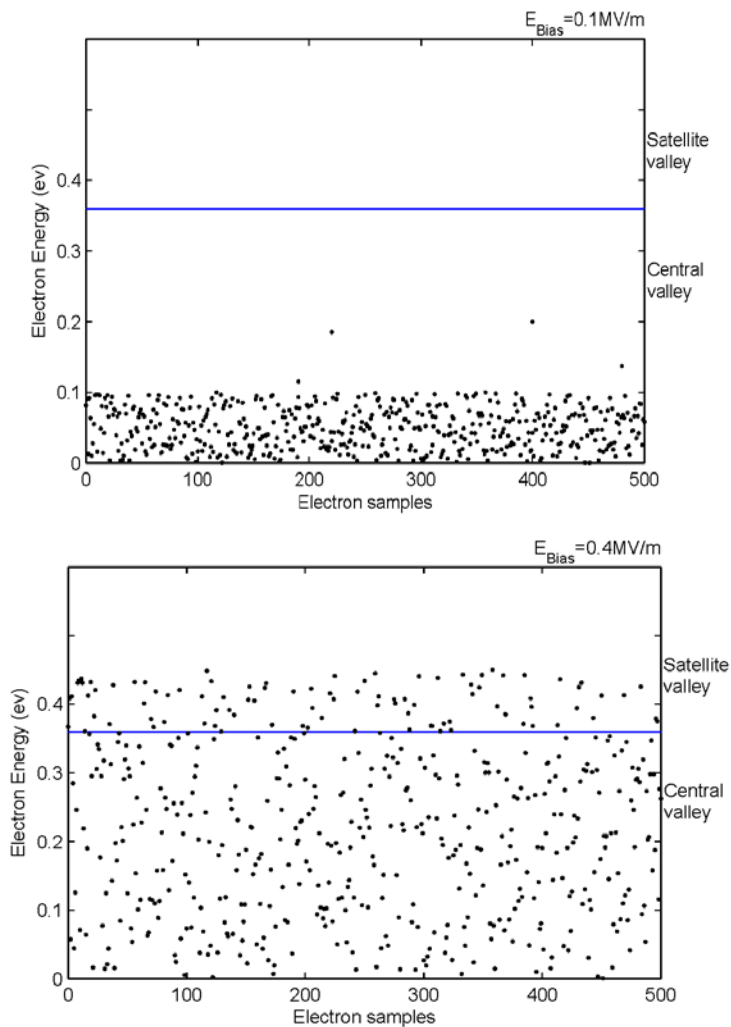 E_Bias=0.1MV/m
Satellite
valley
0.4
Electron Energy (ev)
0.3
Central
valley
0.2
0.1
0
0 100 200 300 400 500
Electron samples
E_Bias=0.4MV/m
Satellite
valley
0.4
Electron Energy (ev)
0.3
Central
valley
0.2
0.1
0
0 100 200 300 400 500
Electron samples